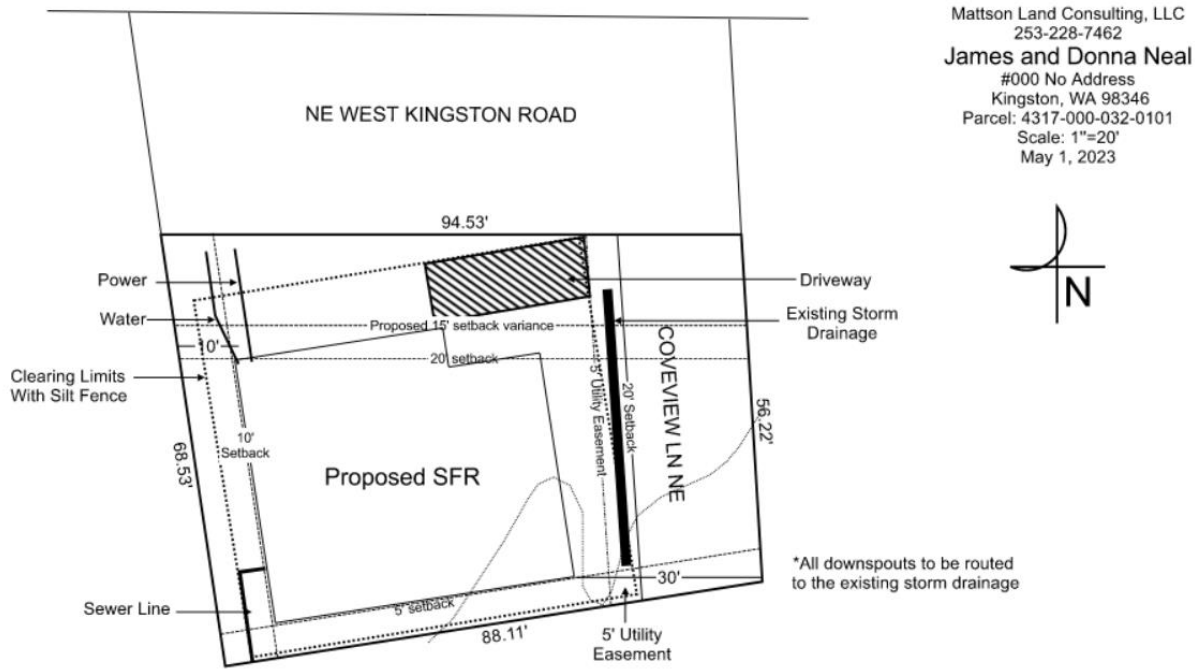 Mattson Land Consulting, LLC
253-228-7462
James and Donna Neal
#000 No Address
Kingston, WA 98346
Parcel: 4317-000-032-0101
Scale: 1"=20'
May 1, 2023
N
NE WEST KINGSTON ROAD
94.53'
Power
Driveway
Water
Proposed 15' setback variance
Existing Storm
Drainage
10'
20' setback
Clearing Limits
With Silt Fence
5' Utility Easement
20' Setback
COVEVIEW LN NE
56.22'
68.53'
10'
Setback
Proposed SFR
*All downspouts to be routed
to the existing storm drainage
30'
Sewer Line
5' setback
88.11'
5' Utility
Easement